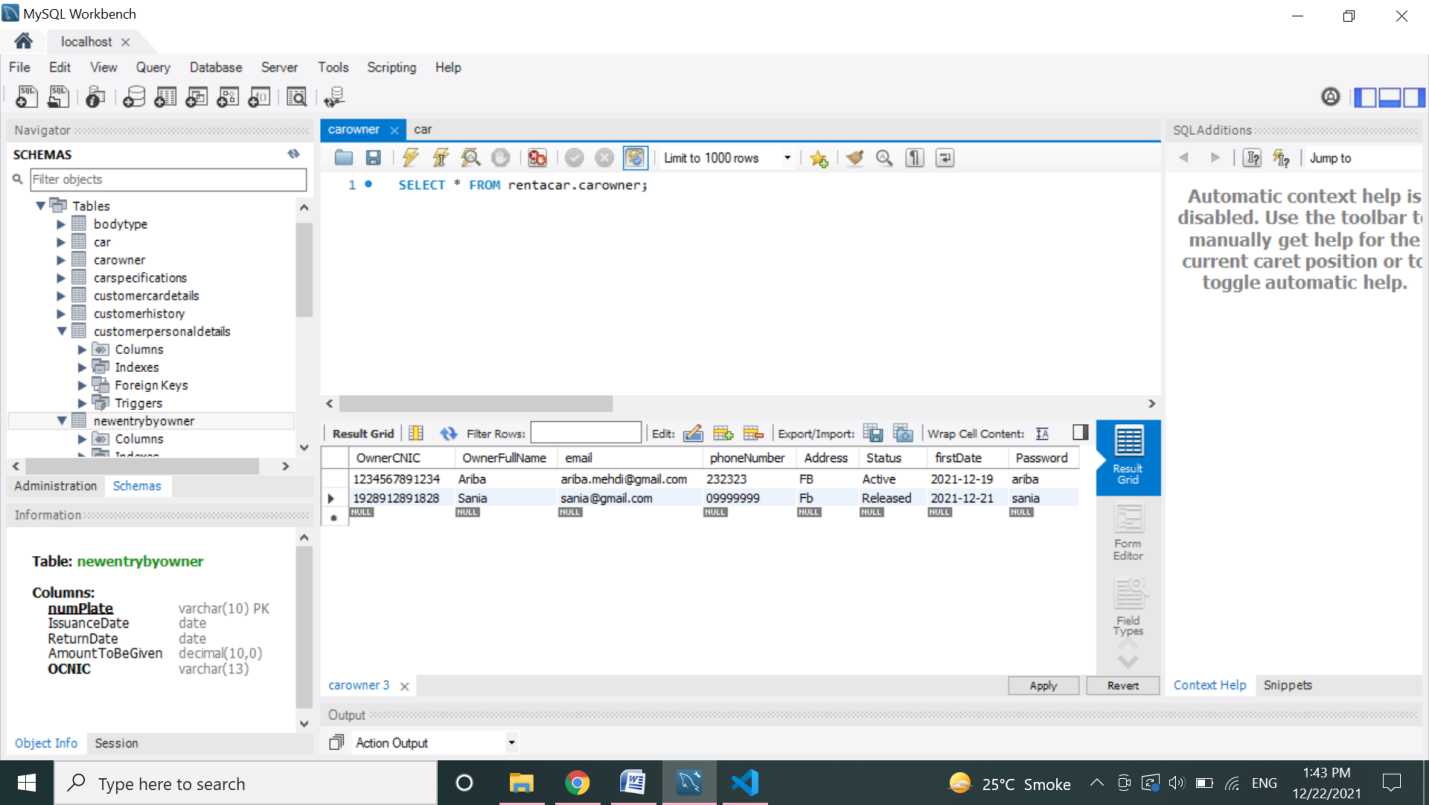 MySQL Workbench
localhost
File Edit View Query Database Server Tools Scripting Help
Navigator
SCHEMAS
Filter objects
Tables
bodytype
car
carowner
carspecifications
customercardetails
customerhistory
customerpersonaldetails
Columns
Indexes
Foreign Keys
Triggers
newentrybyowner
Columns
Administration Schemas
Information
Table: newentrybyowner
Columns:
numPlate varchar(10) PK
IssuanceDate date
ReturnDate date
AmountToBeGiven decimal(10,0)
OCNIC varchar(13)
Object Info Session
carowner car
Limit to 1000 rows
1 SELECT * FROM rentacar.carowner;
Result Grid Filter Rows: Edit: Export/Import: Wrap Cell Content:
OwnerCNIC OwnerFullName email phoneNumber Address Status firstDate Password
1234567891234 Ariba ariba.mehdi@gmail.com 232323 FB Active 2021-12-19 ariba
1928912891828 Sania sania@gmail.com 09999999 Fb Released 2021-12-21 sania
NULL NULL NULL NULL NULL NULL NULL NULL
Result
Grid
Form
Editor
Field
Types
carowner 3 Apply Revert
Output
Action Output
SQLAdditions
Jump to
Automatic context help is
disabled. Use the toolbar to
manually get help for the
current caret position or to
toggle automatic help.
Context Help Snippets
Type here to search
25°C Smoke ENG
1:43 PM
12/22/2021